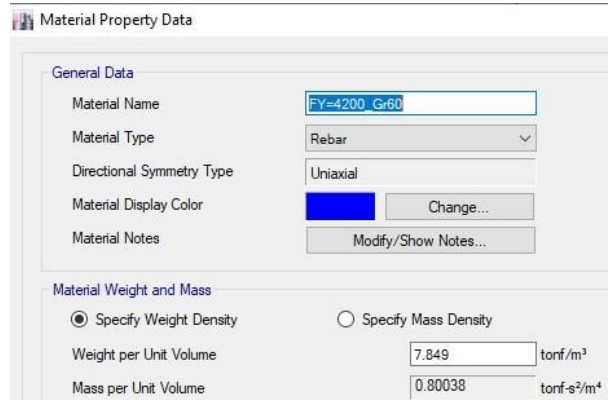 Material Property Data
General Data
Material Name FY=4200_Gr60
Material Type Rebar
Directional Symmetry Type Uniaxial
Material Display Color Change...
Material Notes Modify/Show Notes...
Material Weight and Mass
Specify Weight Density Specify Mass Density
Weight per Unit Volume 7.849 tonf/m³
Mass per Unit Volume 0.80038 tonf-s²/m⁴